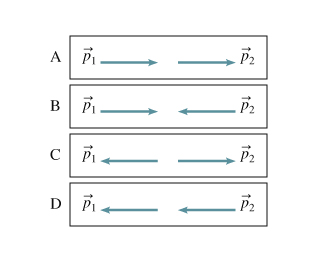 A p⃗₁ p⃗₂
B p⃗₁ p⃗₂
C p⃗₁ p⃗₂
D p⃗₁ p⃗₂